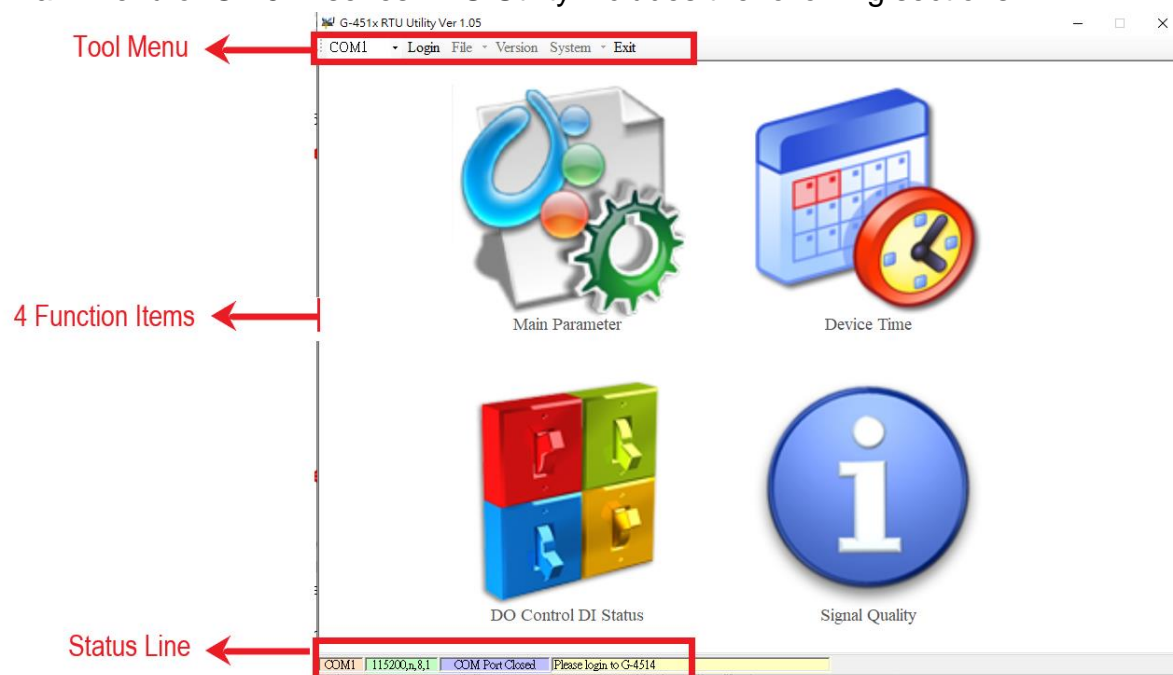 G-451x RTU Utility Ver 1.05
Tool Menu
COM1 Login File Version System Exit
4 Function Items
Main Parameter Device Time
DO Control DI Status Signal Quality
Status Line
COM1 115200,n,8,1 COM Port Closed Please login to G-4514